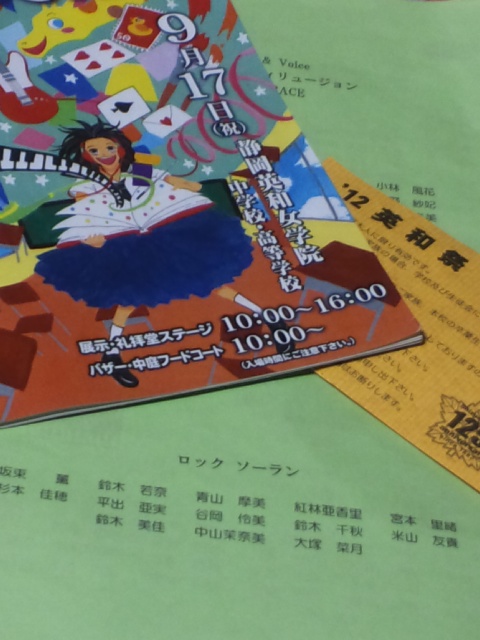 9月17日(祝)
静岡英和女学院
中学校・高等学校
展示・礼拝堂ステージ 10:00～16:00
バザー・中庭フードコート 10:00～
(入場時間にご注意下さい。)
Volee
ィリュージョン
小林 風花
'12 英和祭
ロック ソーラン
坂東 薫 鈴木 若奈 青山 摩美 紅林亜香里 宮本 里緒
杉本 佳穂 平出 亜実 谷岡 伶美 鈴木 千秋 米山 友貴
鈴木 美佳 中山茉奈美 大塚 菜月